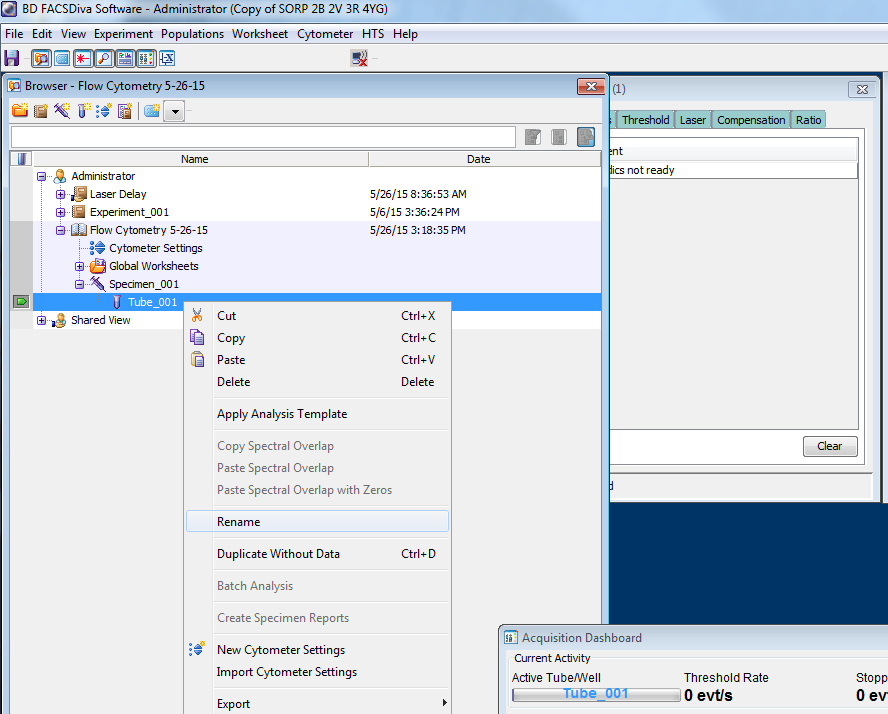 BD FACSDiva Software - Administrator (Copy of SORP 2B 2V 3R 4YG)
File Edit View Experiment Populations Worksheet Cytometer HTS Help
Browser - Flow Cytometry 5-26-15
(1)
Threshold Laser Compensation Ratio
Name Date
Administrator
Laser Delay 5/26/15 8:36:53 AM
Experiment_001 5/6/15 3:36:24 PM
Flow Cytometry 5-26-15 5/26/15 3:18:35 PM
Cytometer Settings
Global Worksheets
Specimen_001
Tube_001
Shared View
Cut Ctrl+X
Copy Ctrl+C
Paste Ctrl+V
Delete Delete
Apply Analysis Template
Copy Spectral Overlap
Paste Spectral Overlap
Paste Spectral Overlap with Zeros
Rename
Duplicate Without Data Ctrl+D
Batch Analysis
Create Specimen Reports
New Cytometer Settings
Import Cytometer Settings
Export
ent
dics not ready
Clear
d
Acquisition Dashboard
Current Activity
Active Tube/Well Threshold Rate Stopp
Tube_001 0 evt/s 0 ev